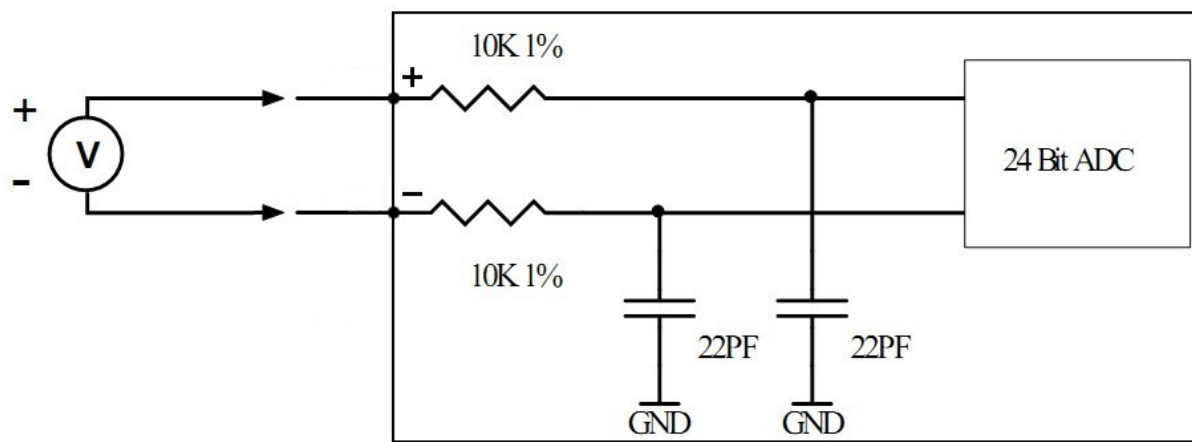 10K 1%
+
+
V
-
24 Bit ADC
−
10K 1%
22PF
22PF
GND
GND